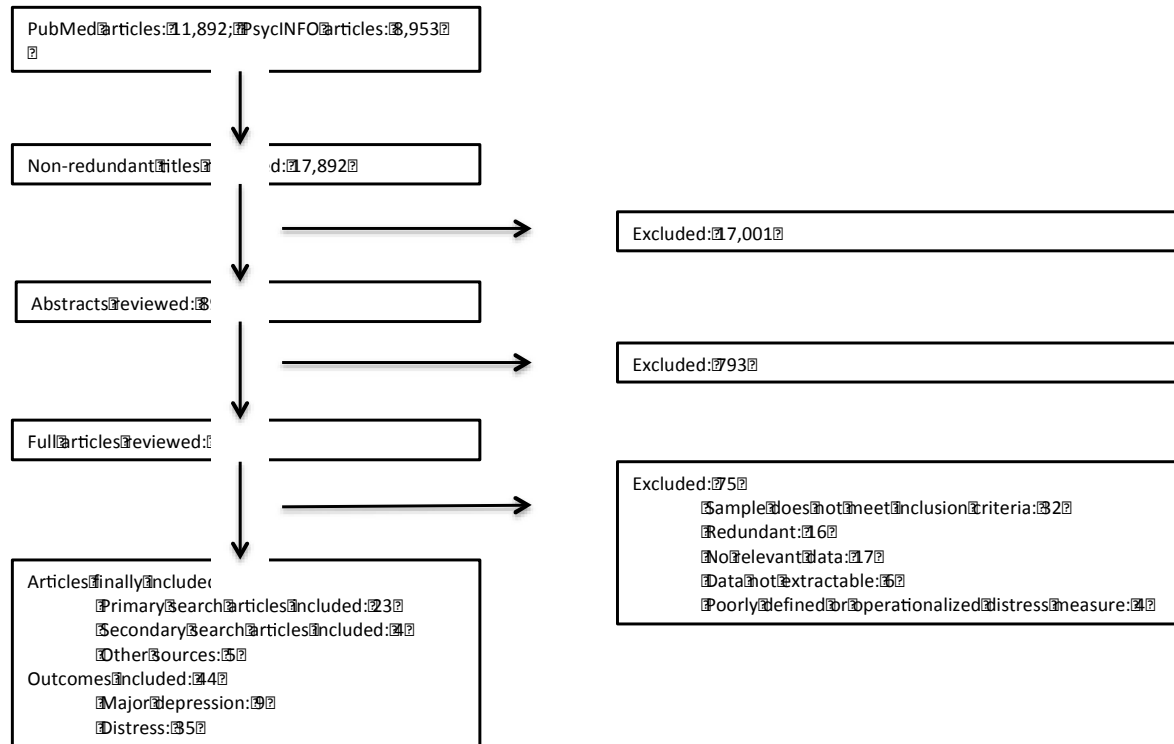 PubMed articles: 11,892; PsycINFO articles: 8,953
Non-redundant titles d: 17,892
Excluded: 17,001
Abstracts reviewed:
Excluded: 793
Full articles reviewed:
Excluded: 75
Sample does not meet inclusion criteria: 32
Redundant: 16
No relevant data: 17
Data not extractable: 6
Poorly defined or operationalized distress measure: 4
Articles finally include
Primary search articles included: 23
Secondary search articles included: 4
Other sources: 5
Outcomes included: 44
Major depression: 9
Distress: 35